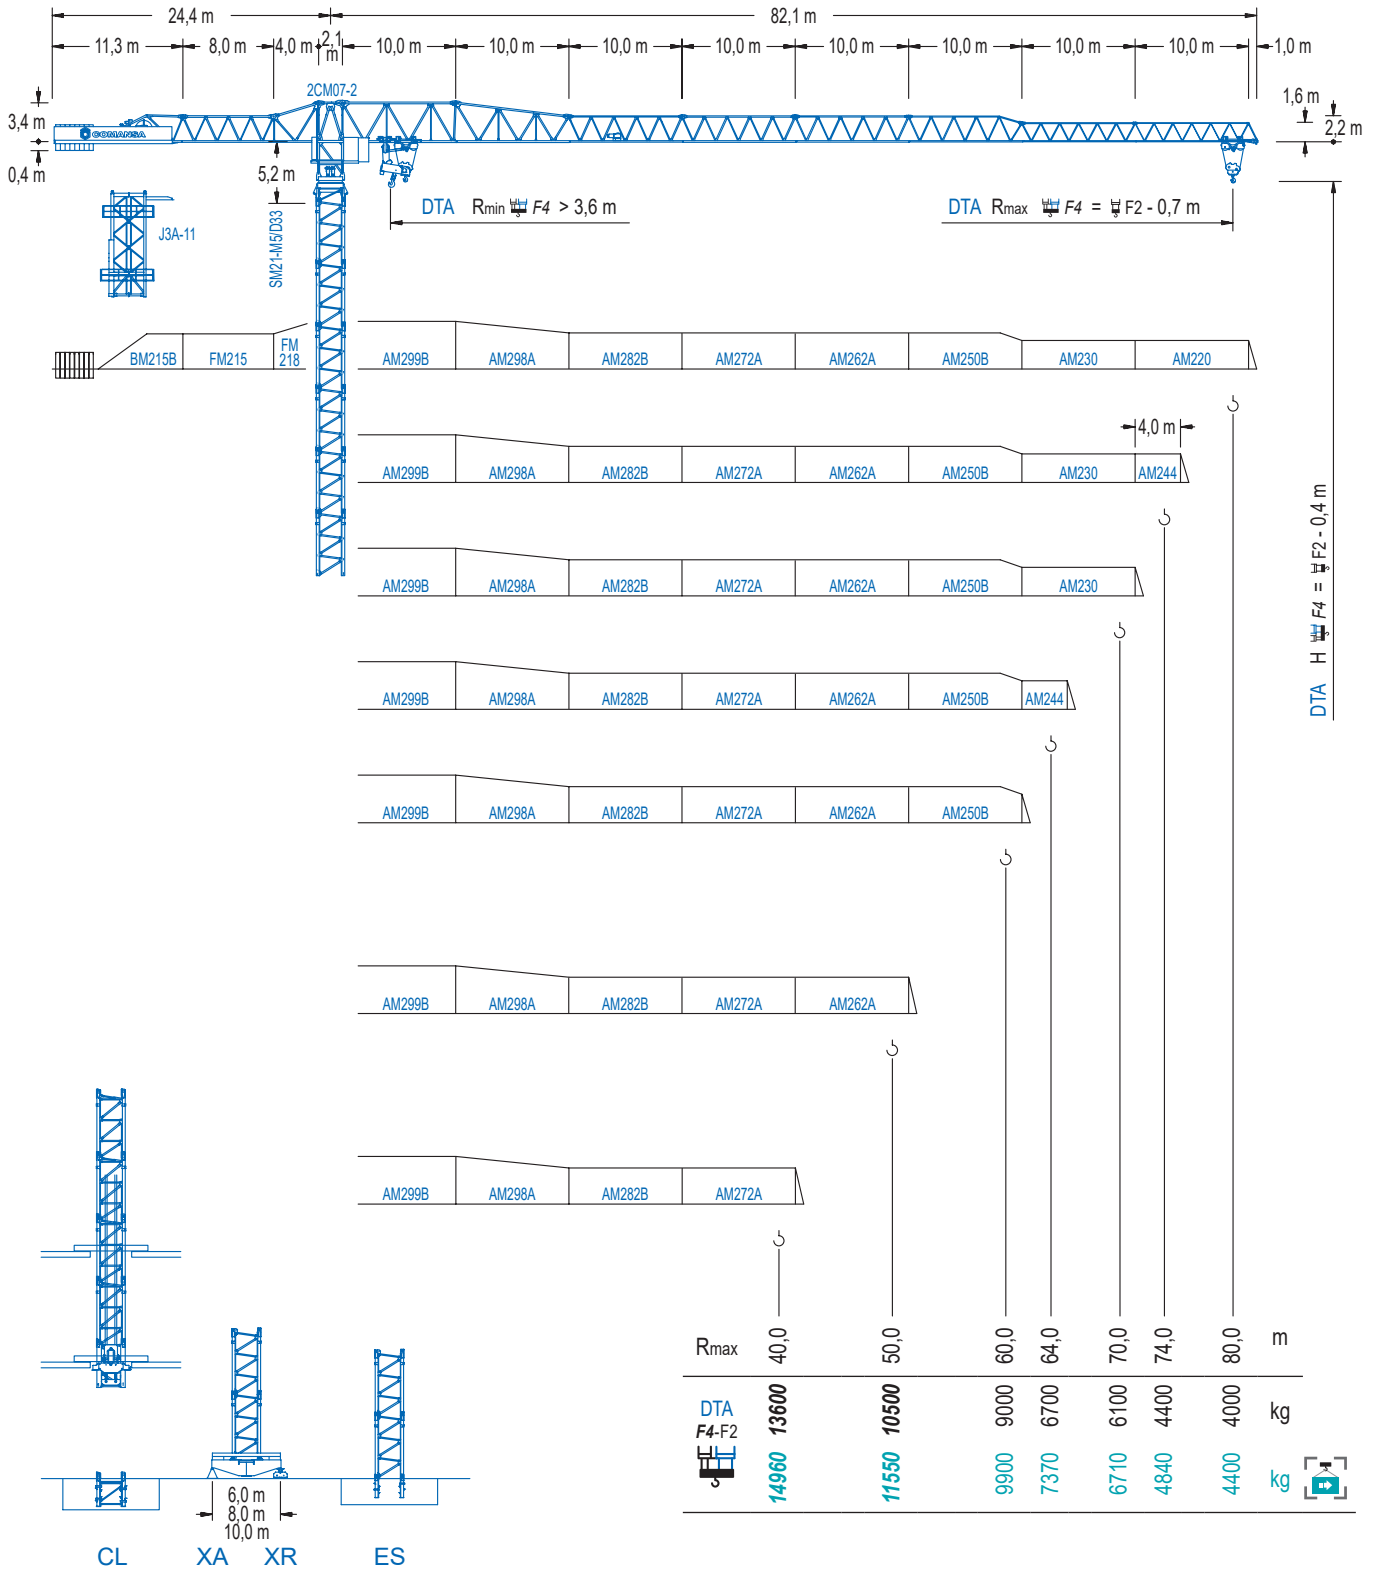 24,4 m 82,1 m
11,3 m 8,0 m 4,0 m 2,1 m 10,0 m 10,0 m 10,0 m 10,0 m 10,0 m 10,0 m 10,0 m 10,0 m 1,0 m
2CM07-2
1,6 m
3,4 m COMANSA 2,2 m
0,4 m 5,2 m
DTA Rmin F4 > 3,6 m DTA Rmax F4 = F2 - 0,7 m
J3A-11
SM21-M5/D33
BM215B FM215 FM 218 AM299B AM298A AM282B AM272A AM262A AM250B AM230 AM220
4,0 m
AM299B AM298A AM282B AM272A AM262A AM250B AM230 AM244
DTA H F4 = F2 - 0,4 m
AM299B AM298A AM282B AM272A AM262A AM250B AM230
AM299B AM298A AM282B AM272A AM262A AM250B AM244
AM299B AM298A AM282B AM272A AM262A AM250B
AM299B AM298A AM282B AM272A AM262A
AM299B AM298A AM282B AM272A
Rmax 40,0 50,0 60,0 64,0 70,0 74,0 80,0 m
DTA 13600 10500 9000 6700 6100 4400 4000 kg
F4-F2
14960 11550 9900 7370 6710 4840 4400 kg
6,0 m
8,0 m
10,0 m
CL XA XR ES